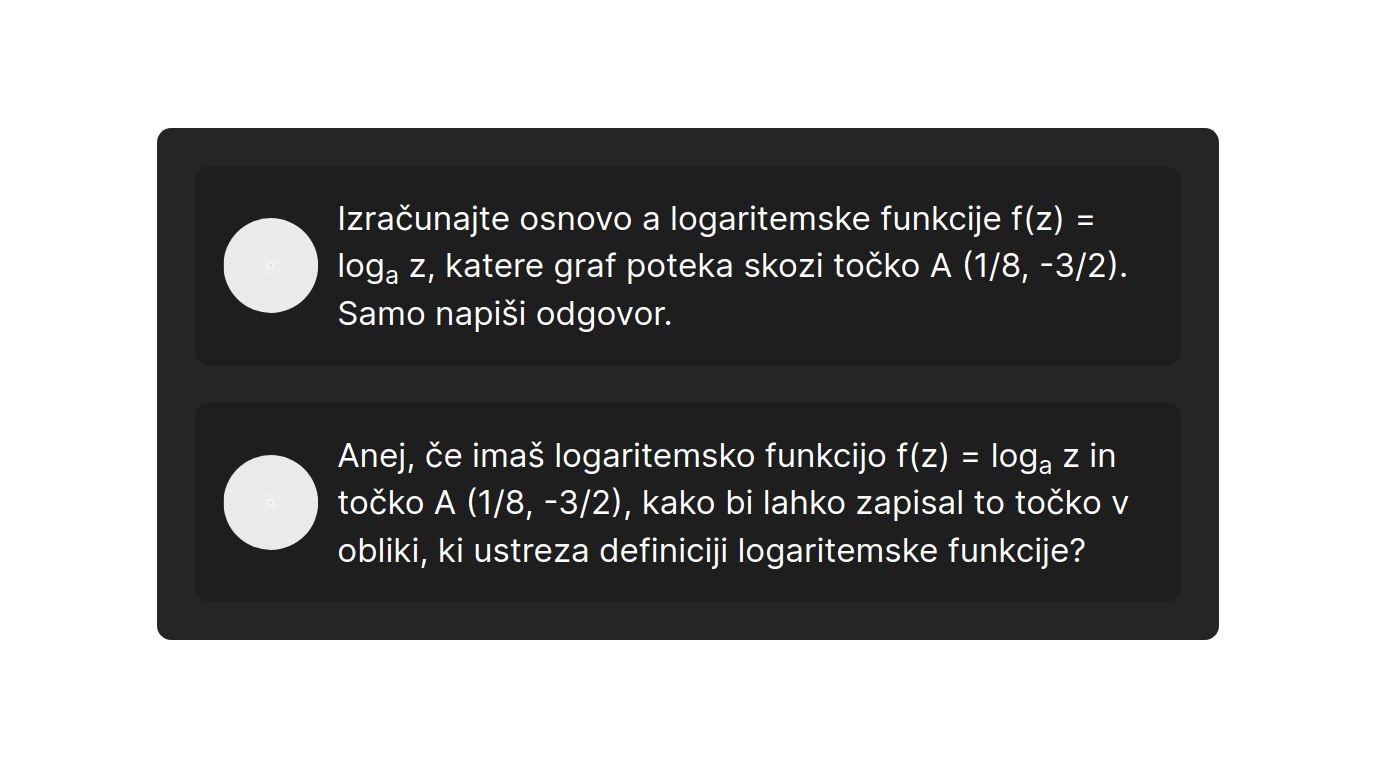 Izračunajte osnovo a logaritemske funkcije f(z) =
logₐ z, katere graf poteka skozi točko A (1/8, -3/2).
Samo napiši odgovor.
Anej, če imaš logaritemsko funkcijo f(z) = logₐ z in
točko A (1/8, -3/2), kako bi lahko zapisal to točko v
obliki, ki ustreza definiciji logaritemske funkcije?